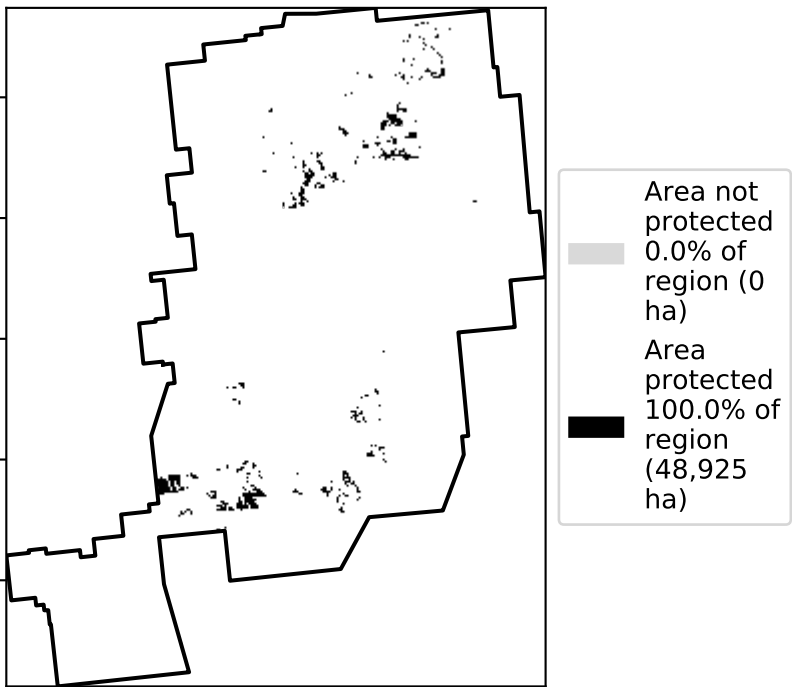 Area not
protected
0.0% of
region (0
ha)
Area
protected
100.0% of
region
(48,925
ha)